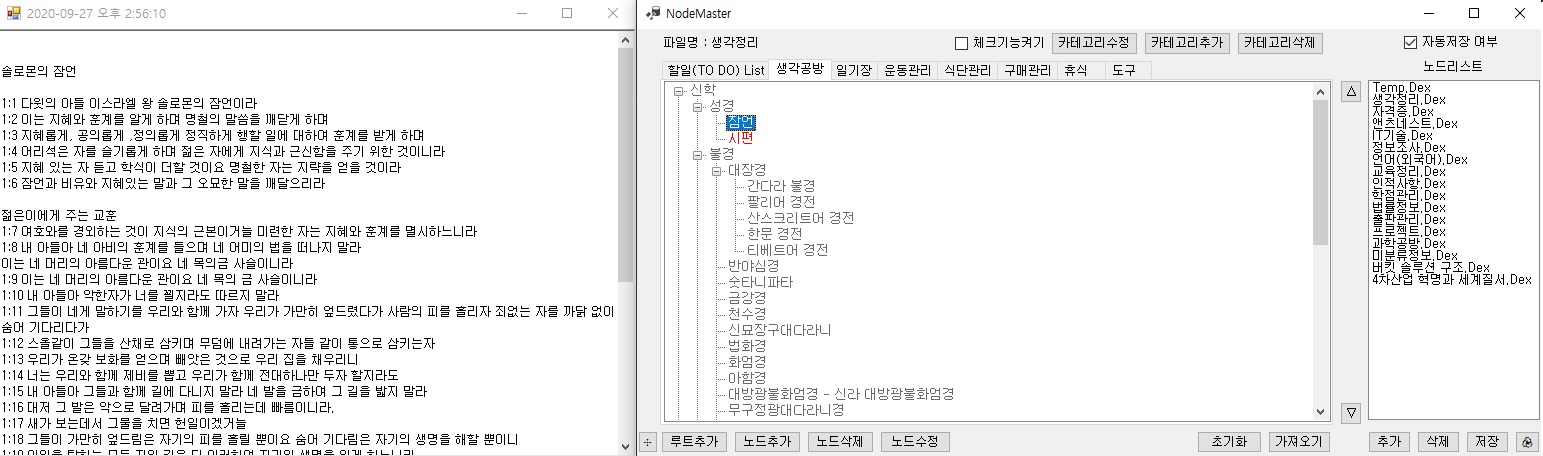 2020-09-27 오후 2:56:10
솔로몬의 잠언
1:1 다윗의 아들 이스라엘 왕 솔로몬의 잠언이라
1:2 이는 지혜와 훈계를 알게 하며 명철의 말씀을 깨닫게 하며
1:3 지혜롭게, 공의롭게 ,정의롭게 정직하게 행할 일에 대하여 훈계를 받게 하며
1:4 어리석은 자를 슬기롭게 하며 젊은 자에게 지식과 근신함을 주기 위한 것이니라
1:5 지혜 있는 자 듣고 학식이 더할 것이요 명철한 자는 지략을 얻을 것이라
1:6 잠언과 비유와 지혜있는 말과 그 오묘한 말을 깨달으리라
젊은이에게 주는 교훈
1:7 여호와를 경외하는 것이 지식의 근본이거늘 미련한 자는 지혜와 훈계를 멸시하느니라
1:8 내 아들아 네 아비의 훈계를 들으며 네 어미의 법을 떠나지 말라
이는 네 머리의 아름다운 관이요 네 목의금 사슬이니라
1:9 이는 네 머리의 아름다운 관이요 네 목의 금 사슬이니라
1:10 내 아들아 악한자가 너를 꾈지라도 따르지 말라
1:11 그들이 네게 말하기를 우리와 함께 가자 우리가 가만히 엎드렸다가 사람의 피를 흘리자 죄없는 자를 까닭 없이
숨어 기다리다가
1:12 스올같이 그들을 산채로 삼키며 무덤에 내려가는 자들 같이 통으로 삼키는자
1:13 우리가 온갖 보화를 얻으며 빼앗은 것으로 우리 집을 채우리니
1:14 너는 우리와 함께 제비를 뽑고 우리가 함께 전대하나만 두자 할지라도
1:15 내 아들아 그들과 함께 길에 다니지 말라 네 발을 금하여 그 길을 밟지 말라
1:16 대저 그 발은 악으로 달려가며 피를 흘리는데 빠름이니라.
1:17 새가 보는데서 그물을 치면 헌일이겠거늘
1:18 그들이 가만히 엎드림은 자기의 피를 흘릴 뿐이요 숨어 기다림은 자기의 생명을 해할 뿐이니
NodeMaster
파일명 : 생각정리
체크기능켜기
카테고리수정
카테고리추가
카테고리삭제
자동저장 여부
할일(TO DO) List
생각공방
일기장
운동관리
식단관리
구매관리
휴식
도구
노드리스트
신학
성경
잠언
시편
불경
대장경
간다라 불경
팔리어 경전
산스크리트어 경전
한문 경전
티베트어 경전
반야심경
숫타니파타
금강경
천수경
신묘장구대다라니
법화경
화엄경
아함경
대방광불화엄경 - 신라 대방광불화엄경
무구정광대다라니경
△
▽
Temp.Dex
생각정리.Dex
자격증.Dex
앤츠네스트.Dex
IT기술.Dex
정보조사.Dex
언어(외국어).Dex
교육정리.Dex
인적사항.Dex
학점관리.Dex
법률정보.Dex
출판관리.Dex
프로젝트.Dex
과학공방.Dex
미분류정보.Dex
버킷 솔루션 구조.Dex
4차산업 혁명과 세계질서.Dex
÷
루트추가
노드추가
노드삭제
노드수정
초기화
가져오기
추가
삭제
저장